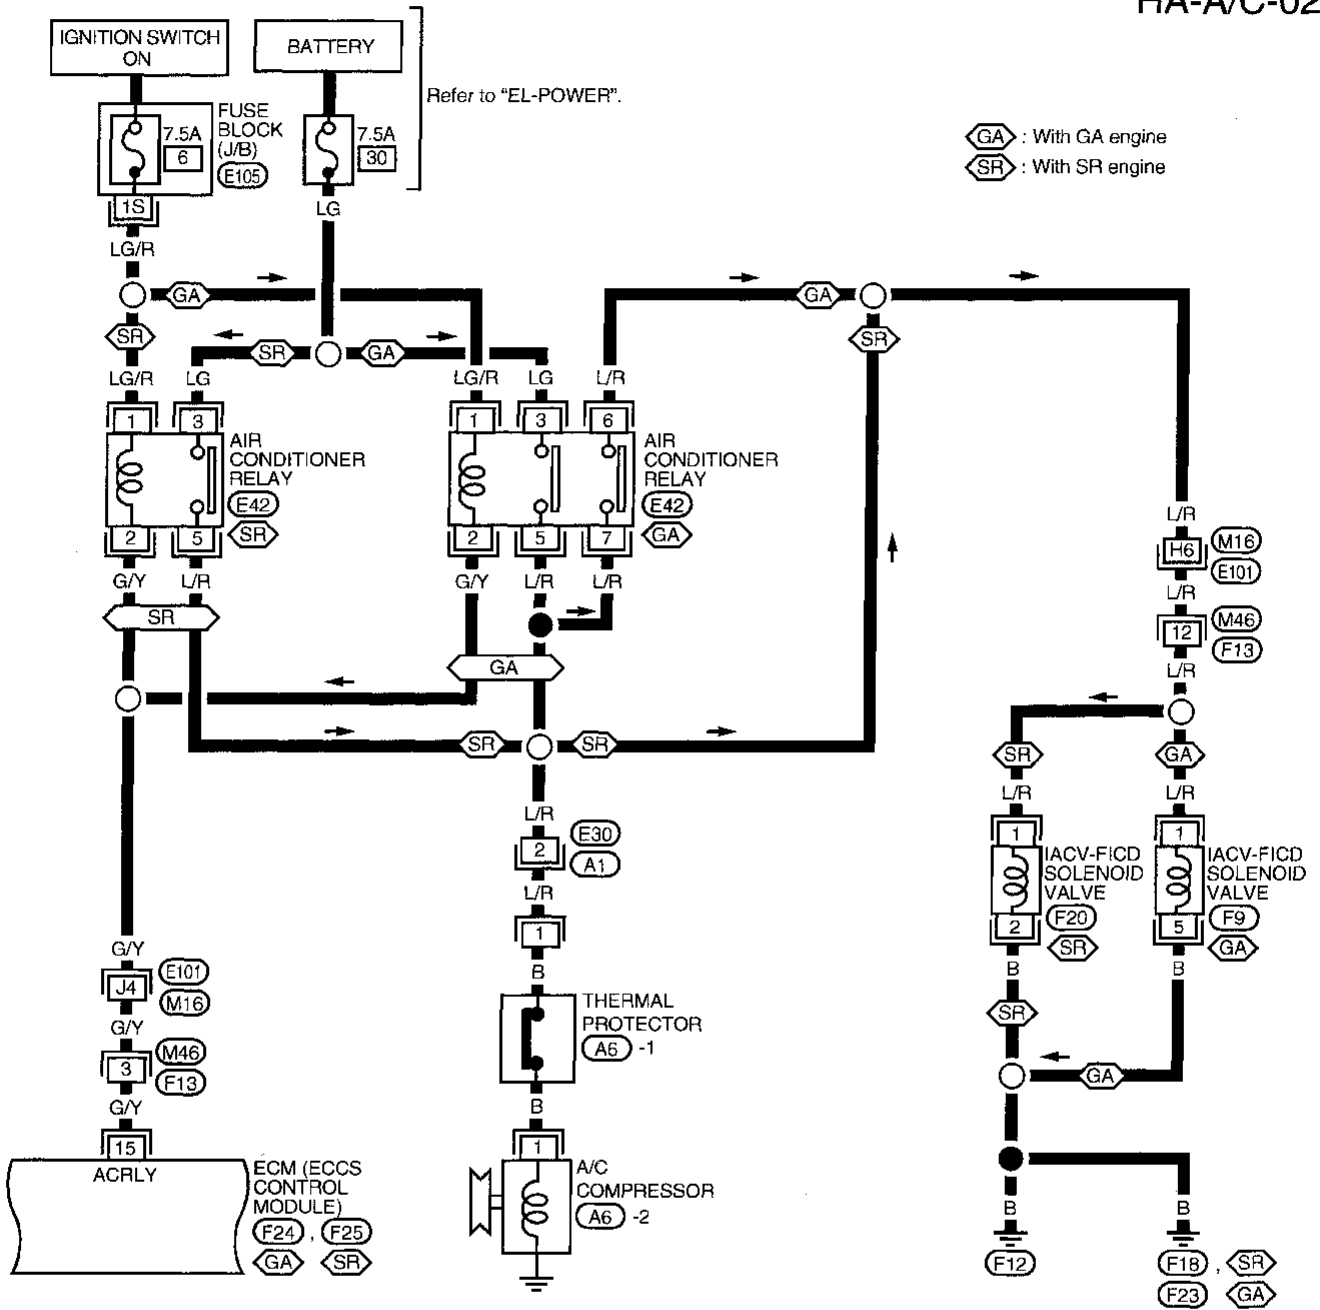 HA-A/C-02
IGNITION SWITCH
ON
BATTERY
Refer to "EL-POWER".
7.5A
6
FUSE
BLOCK
(J/B)
E105
7.5A
30
GA : With GA engine
SR : With SR engine
1S
LG
LG/R
GA
GA
SR
SR
GA
SR
LG/R
LG
LG/R
LG
L/R
1
3
1
3
6
AIR
CONDITIONER
RELAY
E42
SR
AIR
CONDITIONER
RELAY
E42
GA
2
5
2
5
7
G/Y
L/R
G/Y
L/R
L/R
SR
GA
SR
SR
L/R
H6
M16
E101
L/R
12
M46
F13
L/R
SR
GA
L/R
L/R
1
1
IACV-FICD
SOLENOID
VALVE
F20
SR
IACV-FICD
SOLENOID
VALVE
F9
GA
2
5
B
B
SR
GA
B
B
F12
F18 , SR
F23 GA
L/R
2
E30
A1
L/R
1
B
THERMAL
PROTECTOR
A6 -1
B
1
A/C
COMPRESSOR
A6 -2
G/Y
J4
E101
M16
G/Y
3
M46
F13
G/Y
15
ACRLY
ECM (ECCS
CONTROL
MODULE)
F24 , F25
GA SR